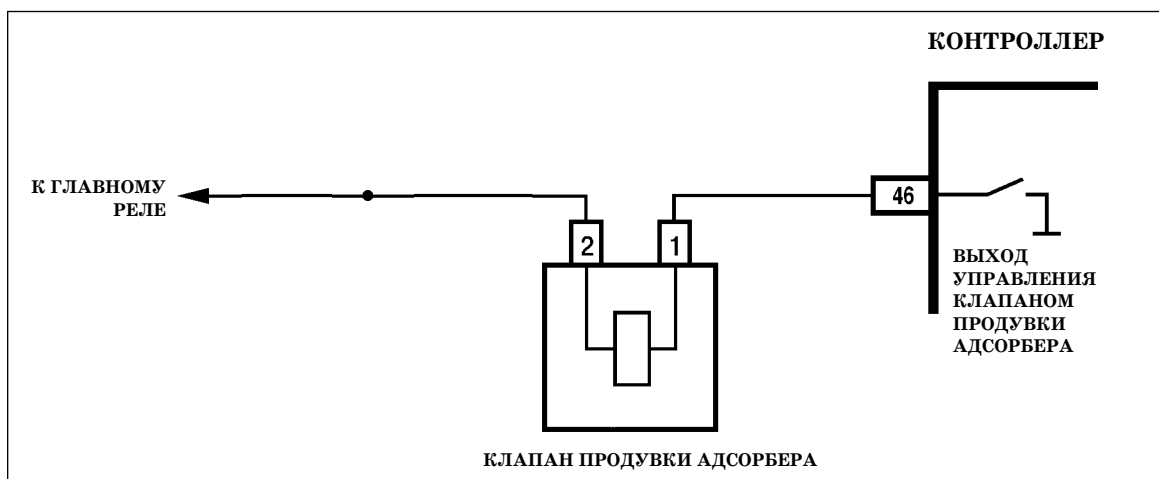 КОНТРОЛЛЕР
К ГЛАВНОМУ
РЕЛЕ
46
2
1
ВЫХОД
УПРАВЛЕНИЯ
КЛАПАНОМ
ПРОДУВКИ
АДСОРБЕРА
КЛАПАН ПРОДУВКИ АДСОРБЕРА